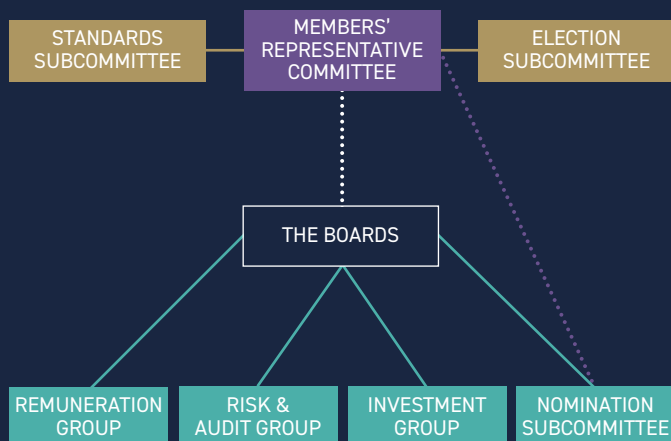 STANDARDS
SUBCOMMITTEE
MEMBERS’
REPRESENTATIVE
COMMITTEE
ELECTION
SUBCOMMITTEE
THE BOARDS
REMUNERATION
GROUP
RISK &
AUDIT GROUP
INVESTMENT
GROUP
NOMINATION
SUBCOMMITTEE